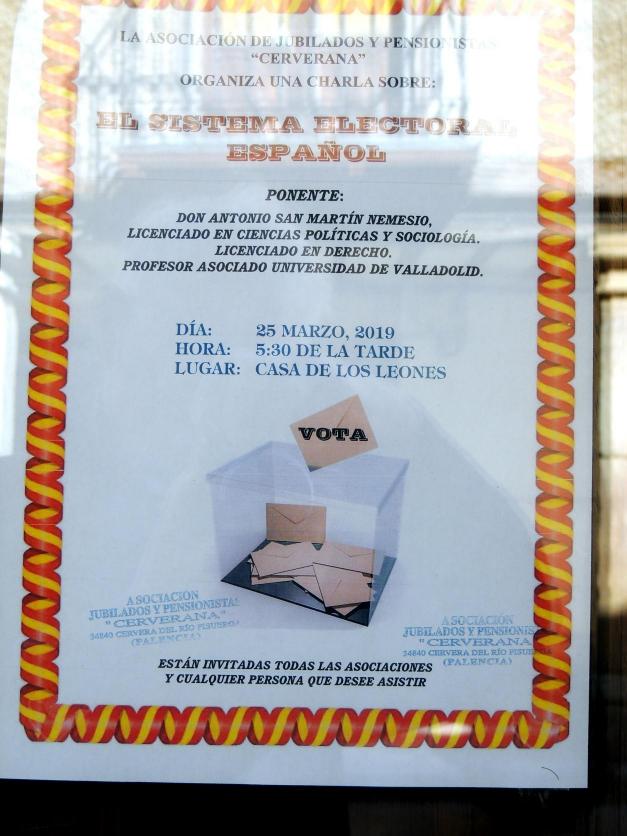 LA ASOCIACIÓN DE JUBILADOS Y PENSIONISTAS
"CERVERANA"
ORGANIZA UNA CHARLA SOBRE:
EL SISTEMA ELECTORAL
ESPAÑOL
PONENTE:
DON ANTONIO SAN MARTÍN NEMESIO,
LICENCIADO EN CIENCIAS POLÍTICAS Y SOCIOLOGÍA.
LICENCIADO EN DERECHO.
PROFESOR ASOCIADO UNIVERSIDAD DE VALLADOLID.
DÍA: 25 MARZO, 2019
HORA: 5:30 DE LA TARDE
LUGAR: CASA DE LOS LEONES
VOTA
ASOCIACIÓN
JUBILADOS Y PENSIONISTAS
"CERVERANA"
34840 CERVERA DEL RÍO PISUERGA
(PALENCIA)
ASOCIACIÓN
JUBILADOS Y PENSIONISTAS
"CERVERANA"
34840 CERVERA DEL RÍO PISUERGA
(PALENCIA)
ESTÁN INVITADAS TODAS LAS ASOCIACIONES
Y CUALQUIER PERSONA QUE DESEE ASISTIR